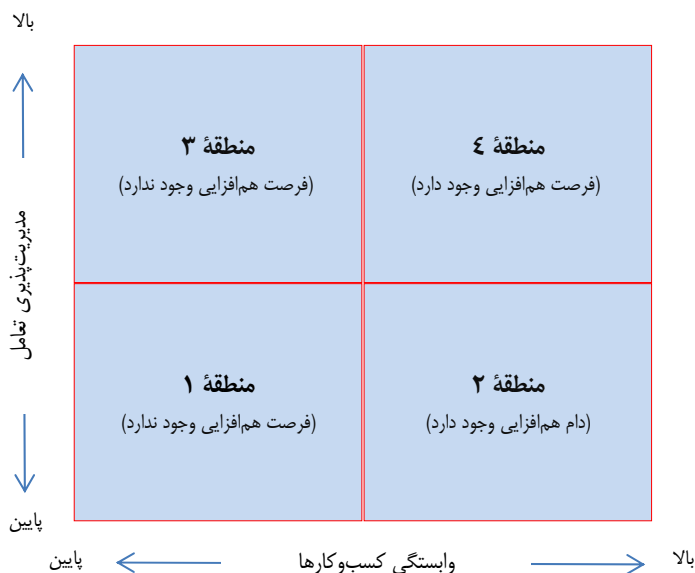 بالا
منطقهٔ ۳
(فرصت هم‌افزایی وجود ندارد)
منطقهٔ ٤
(فرصت هم‌افزایی وجود دارد)
مدیریت‌پذیری تعامل
منطقهٔ ۱
(فرصت هم‌افزایی وجود ندارد)
منطقهٔ ۲
(دام هم‌افزایی وجود دارد)
پایین
بالا
وابستگی کسب‌وکارها
پایین